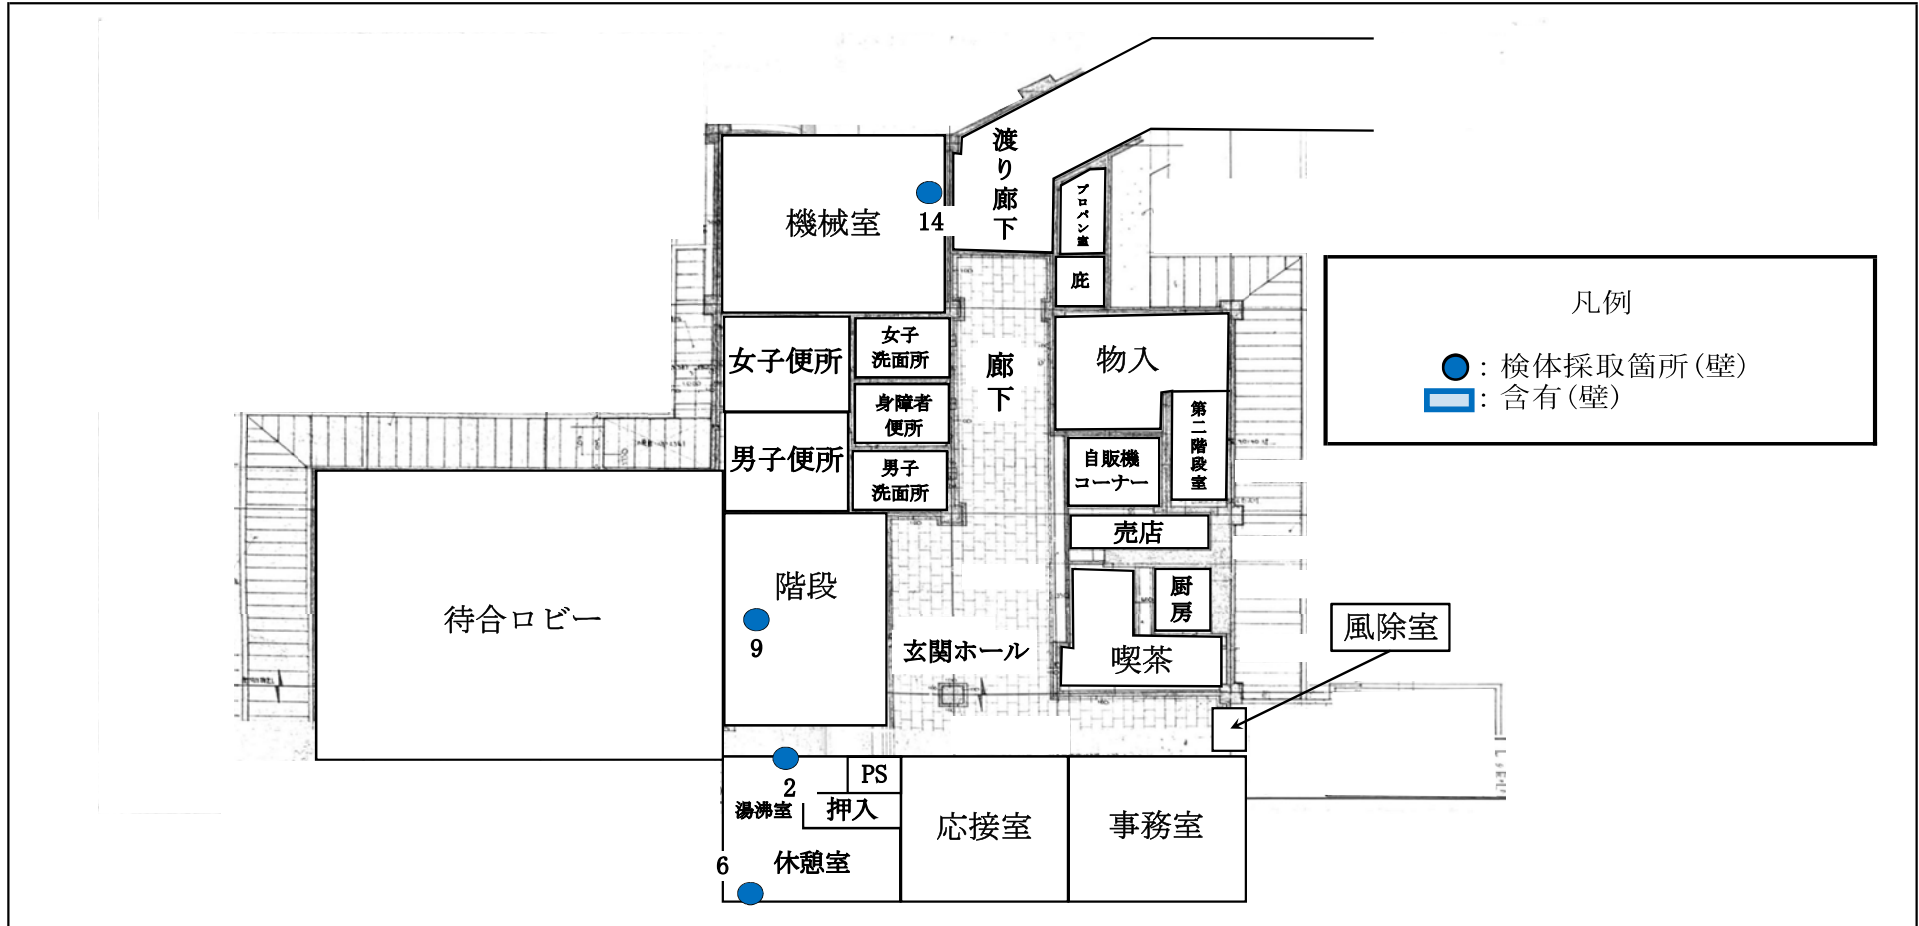 渡り廊下
プロパン室
機械室
14
庇
凡例
：検体採取箇所(壁)
：含有(壁)
女子便所
女子
洗面所
身障者
便所
男子便所
男子
洗面所
廊下
物入
第二階段室
自販機
コーナー
売店
厨房
喫茶
風除室
待合ロビー
階段
9
玄関ホール
2
PS
湯沸室
押入
6
休憩室
応接室
事務室